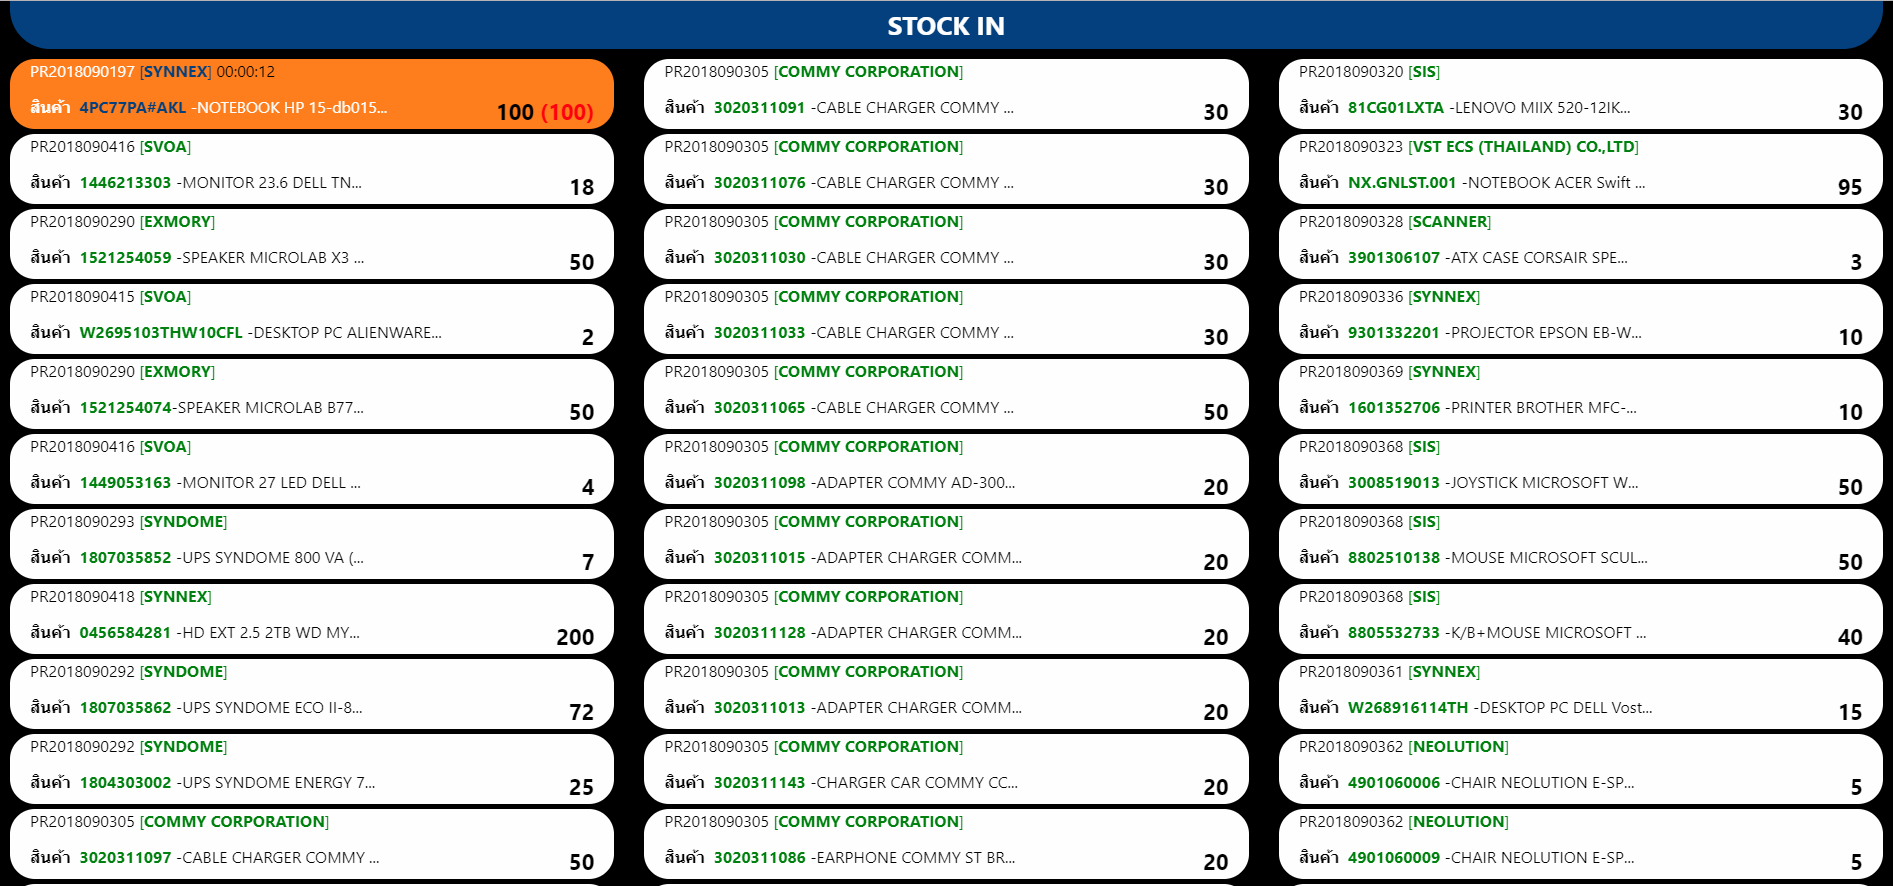 STOCK IN
PR2018090197 [SYNNEX] 00:00:12
สินค้า 4PC77PA#AKL -NOTEBOOK HP 15-db015...
100 (100)
PR2018090416 [SVOA]
สินค้า 1446213303 -MONITOR 23.6 DELL TN...
18
PR2018090290 [EXMORY]
สินค้า 1521254059 -SPEAKER MICROLAB X3 ...
50
PR2018090415 [SVOA]
สินค้า W2695103THW10CFL -DESKTOP PC ALIENWARE...
2
PR2018090290 [EXMORY]
สินค้า 1521254074-SPEAKER MICROLAB B77...
50
PR2018090416 [SVOA]
สินค้า 1449053163 -MONITOR 27 LED DELL ...
4
PR2018090293 [SYNDOME]
สินค้า 1807035852 -UPS SYNDOME 800 VA (...
7
PR2018090418 [SYNNEX]
สินค้า 0456584281 -HD EXT 2.5 2TB WD MY...
200
PR2018090292 [SYNDOME]
สินค้า 1807035862 -UPS SYNDOME ECO II-8...
72
PR2018090292 [SYNDOME]
สินค้า 1804303002 -UPS SYNDOME ENERGY 7...
25
PR2018090305 [COMMY CORPORATION]
สินค้า 3020311097 -CABLE CHARGER COMMY ...
50
PR2018090305 [COMMY CORPORATION]
สินค้า 3020311091 -CABLE CHARGER COMMY ...
30
PR2018090305 [COMMY CORPORATION]
สินค้า 3020311076 -CABLE CHARGER COMMY ...
30
PR2018090305 [COMMY CORPORATION]
สินค้า 3020311030 -CABLE CHARGER COMMY ...
30
PR2018090305 [COMMY CORPORATION]
สินค้า 3020311033 -CABLE CHARGER COMMY ...
30
PR2018090305 [COMMY CORPORATION]
สินค้า 3020311065 -CABLE CHARGER COMMY ...
50
PR2018090305 [COMMY CORPORATION]
สินค้า 3020311098 -ADAPTER COMMY AD-300...
20
PR2018090305 [COMMY CORPORATION]
สินค้า 3020311015 -ADAPTER CHARGER COMM...
20
PR2018090305 [COMMY CORPORATION]
สินค้า 3020311128 -ADAPTER CHARGER COMM...
20
PR2018090305 [COMMY CORPORATION]
สินค้า 3020311013 -ADAPTER CHARGER COMM...
20
PR2018090305 [COMMY CORPORATION]
สินค้า 3020311143 -CHARGER CAR COMMY CC...
20
PR2018090305 [COMMY CORPORATION]
สินค้า 3020311086 -EARPHONE COMMY ST BR...
20
PR2018090320 [SIS]
สินค้า 81CG01LXTA -LENOVO MIIX 520-12IK...
30
PR2018090323 [VST ECS (THAILAND) CO.,LTD]
สินค้า NX.GNLST.001 -NOTEBOOK ACER Swift ...
95
PR2018090328 [SCANNER]
สินค้า 3901306107 -ATX CASE CORSAIR SPE...
3
PR2018090336 [SYNNEX]
สินค้า 9301332201 -PROJECTOR EPSON EB-W...
10
PR2018090369 [SYNNEX]
สินค้า 1601352706 -PRINTER BROTHER MFC-...
10
PR2018090368 [SIS]
สินค้า 3008519013 -JOYSTICK MICROSOFT W...
50
PR2018090368 [SIS]
สินค้า 8802510138 -MOUSE MICROSOFT SCUL...
50
PR2018090368 [SIS]
สินค้า 8805532733 -K/B+MOUSE MICROSOFT ...
40
PR2018090361 [SYNNEX]
สินค้า W268916114TH -DESKTOP PC DELL Vost...
15
PR2018090362 [NEOLUTION]
สินค้า 4901060006 -CHAIR NEOLUTION E-SP...
5
PR2018090362 [NEOLUTION]
สินค้า 4901060009 -CHAIR NEOLUTION E-SP...
5